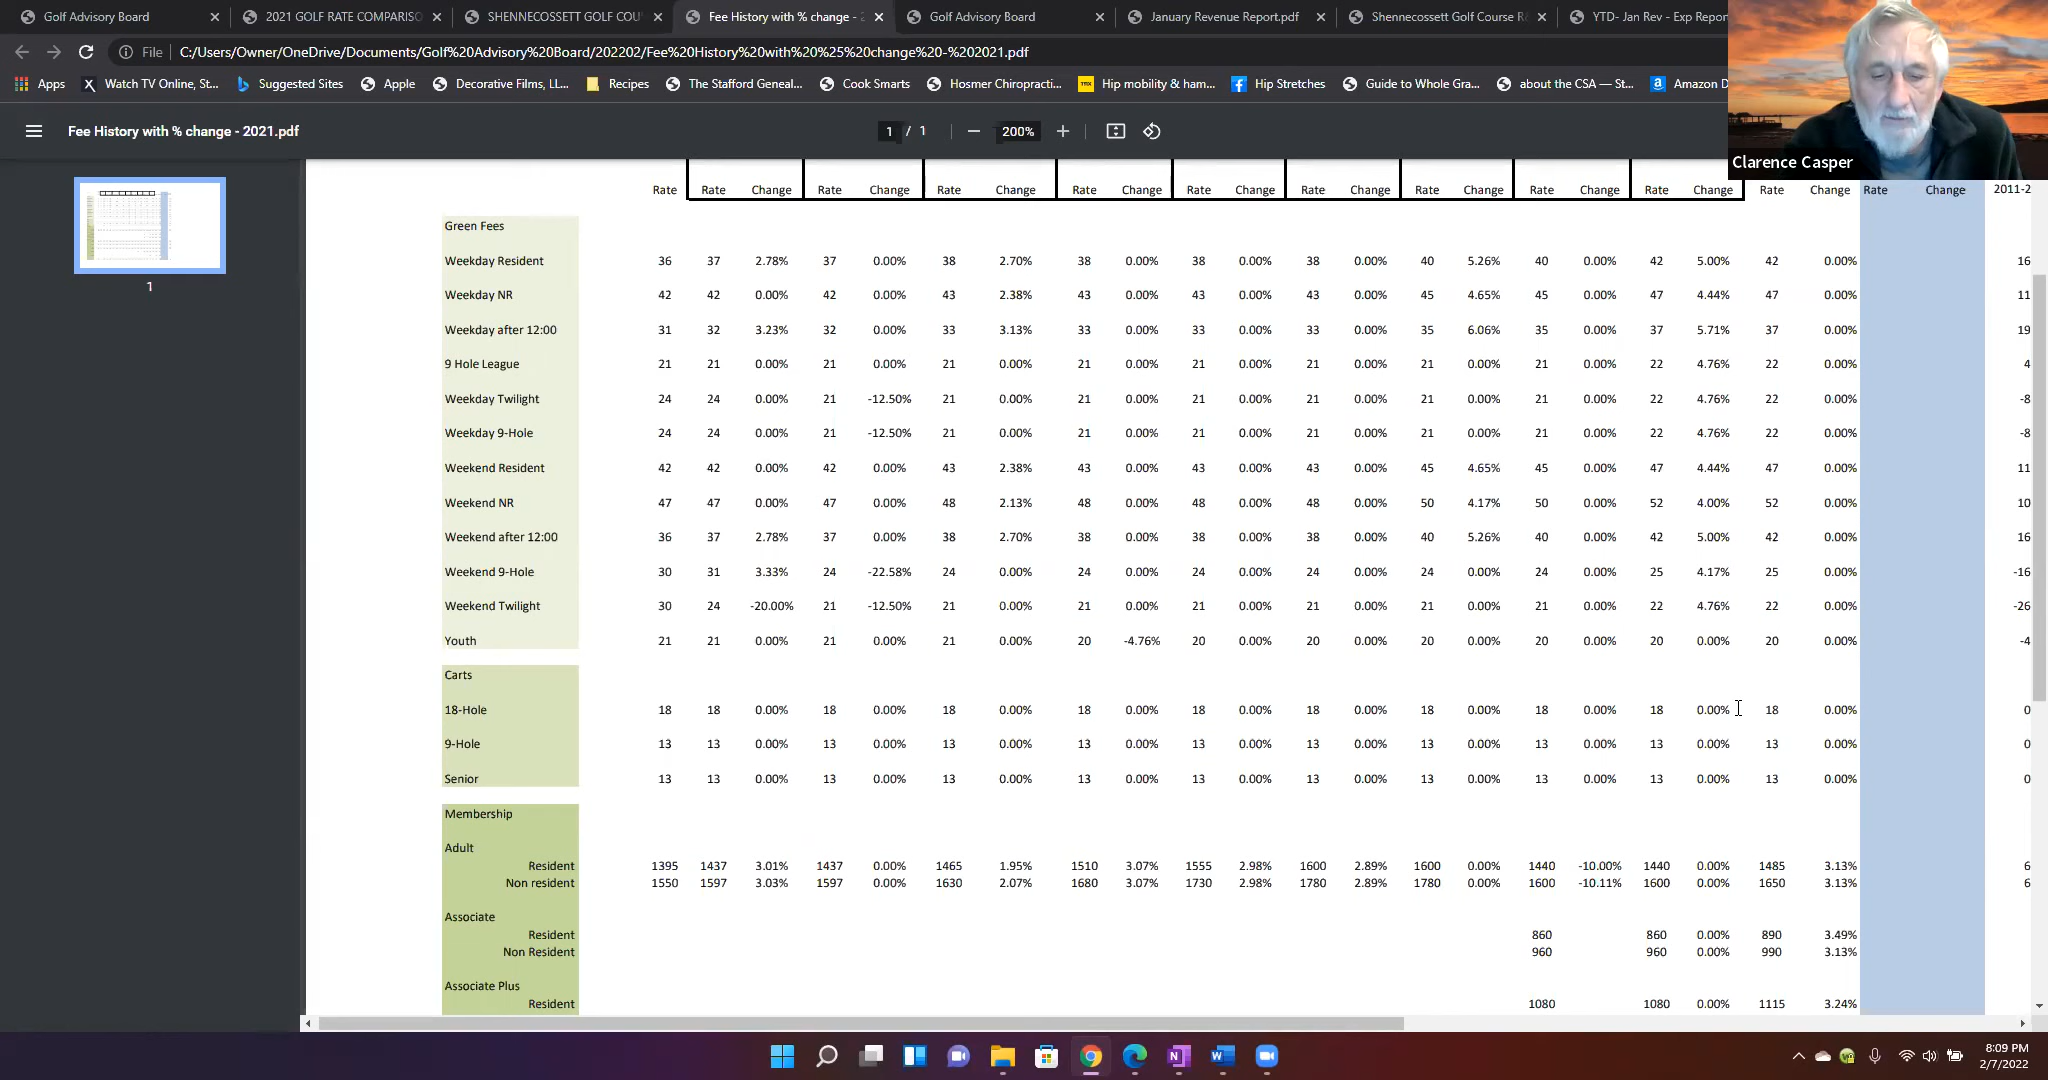 Golf Advisory Board 2021 GOLF RATE COMPARISO SHENNECOSSETT GOLF COU Fee History with % change - 2 Golf Advisory Board January Revenue Report.pdf Shennecossett Golf Course R YTD- Jan Rev - Exp Repor
File C:/Users/Owner/OneDrive/Documents/Golf%20Advisory%20Board/202202/Fee%20History%20with%20%25%20change%20-%202021.pdf
Apps Watch TV Online, St... Suggested Sites Apple Decorative Films, LL... Recipes The Stafford Geneal... Cook Smarts Hosmer Chiropracti... Hip mobility & ham... Hip Stretches Guide to Whole Gra... about the CSA — St... Amazon D
Fee History with % change - 2021.pdf 1 / 1 200%
Clarence Casper
1
Rate Rate Change Rate Change Rate Change Rate Change Rate Change Rate Change Rate Change Rate Change Rate Change Rate Change Rate Change 2011-2
Green Fees
Weekday Resident 36 37 2.78% 37 0.00% 38 2.70% 38 0.00% 38 0.00% 38 0.00% 40 5.26% 40 0.00% 42 5.00% 42 0.00% 16
Weekday NR 42 42 0.00% 42 0.00% 43 2.38% 43 0.00% 43 0.00% 43 0.00% 45 4.65% 45 0.00% 47 4.44% 47 0.00% 11
Weekday after 12:00 31 32 3.23% 32 0.00% 33 3.13% 33 0.00% 33 0.00% 33 0.00% 35 6.06% 35 0.00% 37 5.71% 37 0.00% 19
9 Hole League 21 21 0.00% 21 0.00% 21 0.00% 21 0.00% 21 0.00% 21 0.00% 21 0.00% 21 0.00% 22 4.76% 22 0.00% 4
Weekday Twilight 24 24 0.00% 21 -12.50% 21 0.00% 21 0.00% 21 0.00% 21 0.00% 21 0.00% 21 0.00% 22 4.76% 22 0.00% -8
Weekday 9-Hole 24 24 0.00% 21 -12.50% 21 0.00% 21 0.00% 21 0.00% 21 0.00% 21 0.00% 21 0.00% 22 4.76% 22 0.00% -8
Weekend Resident 42 42 0.00% 42 0.00% 43 2.38% 43 0.00% 43 0.00% 43 0.00% 45 4.65% 45 0.00% 47 4.44% 47 0.00% 11
Weekend NR 47 47 0.00% 47 0.00% 48 2.13% 48 0.00% 48 0.00% 48 0.00% 50 4.17% 50 0.00% 52 4.00% 52 0.00% 10
Weekend after 12:00 36 37 2.78% 37 0.00% 38 2.70% 38 0.00% 38 0.00% 38 0.00% 40 5.26% 40 0.00% 42 5.00% 42 0.00% 16
Weekend 9-Hole 30 31 3.33% 24 -22.58% 24 0.00% 24 0.00% 24 0.00% 24 0.00% 24 0.00% 24 0.00% 25 4.17% 25 0.00% -16
Weekend Twilight 30 24 -20.00% 21 -12.50% 21 0.00% 21 0.00% 21 0.00% 21 0.00% 21 0.00% 21 0.00% 22 4.76% 22 0.00% -26
Youth 21 21 0.00% 21 0.00% 21 0.00% 20 -4.76% 20 0.00% 20 0.00% 20 0.00% 20 0.00% 20 0.00% 20 0.00% -4
Carts
18-Hole 18 18 0.00% 18 0.00% 18 0.00% 18 0.00% 18 0.00% 18 0.00% 18 0.00% 18 0.00% 18 0.00% 18 0.00% 0
9-Hole 13 13 0.00% 13 0.00% 13 0.00% 13 0.00% 13 0.00% 13 0.00% 13 0.00% 13 0.00% 13 0.00% 13 0.00% 0
Senior 13 13 0.00% 13 0.00% 13 0.00% 13 0.00% 13 0.00% 13 0.00% 13 0.00% 13 0.00% 13 0.00% 13 0.00% 0
Membership
Adult
Resident 1395 1437 3.01% 1437 0.00% 1465 1.95% 1510 3.07% 1555 2.98% 1600 2.89% 1600 0.00% 1440 -10.00% 1440 0.00% 1485 3.13% 6
Non resident 1550 1597 3.03% 1597 0.00% 1630 2.07% 1680 3.07% 1730 2.98% 1780 2.89% 1780 0.00% 1600 -10.11% 1600 0.00% 1650 3.13% 6
Associate
Resident 860 860 0.00% 890 3.49%
Non Resident 960 960 0.00% 990 3.13%
Associate Plus
Resident 1080 1080 0.00% 1115 3.24%
8:09 PM
2/7/2022